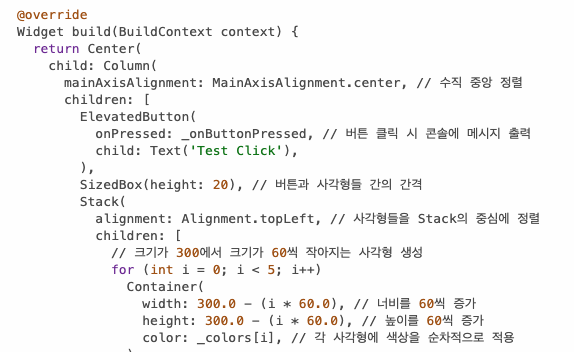 @override
Widget build(BuildContext context) {
return Center(
child: Column(
mainAxisAlignment: MainAxisAlignment.center, // 수직 중앙 정렬
children: [
ElevatedButton(
onPressed: _onButtonPressed, // 버튼 클릭 시 콘솔에 메시지 출력
child: Text('Test Click'),
),
SizedBox(height: 20), // 버튼과 사각형들 간의 간격
Stack(
alignment: Alignment.topLeft, // 사각형들을 Stack의 중심에 정렬
children: [
// 크기가 300에서 크기가 60씩 작아지는 사각형 생성
for (int i = 0; i < 5; i++)
Container(
width: 300.0 - (i * 60.0), // 너비를 60씩 증가
height: 300.0 - (i * 60.0), // 높이를 60씩 증가
color: _colors[i], // 각 사각형에 색상을 순차적으로 적용